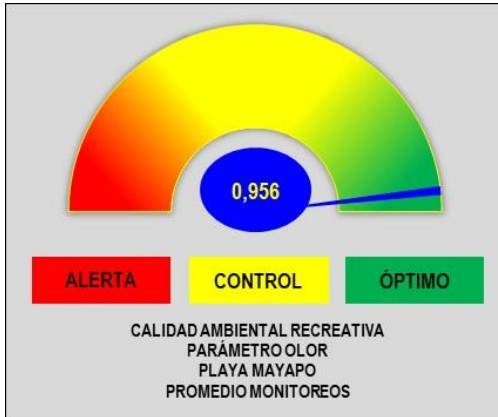 0,956
ALERTA
CONTROL
ÓPTIMO
CALIDAD AMBIENTAL RECREATIVA
PARÁMETRO OLOR
PLAYA MAYAPO
PROMEDIO MONITOREOS